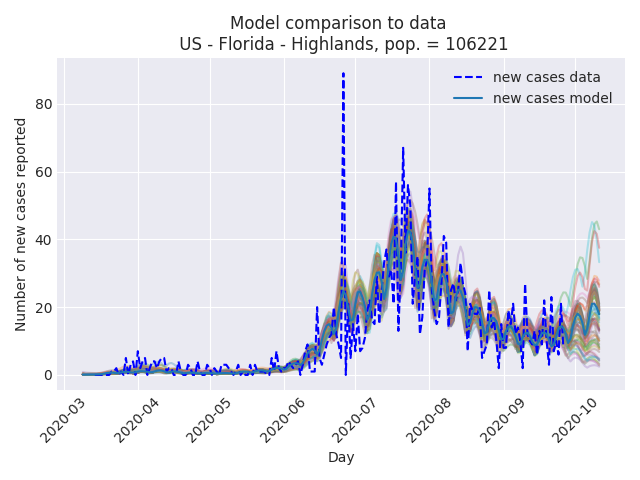 Model comparison to data
US - Florida - Highlands, pop. = 106221
new cases data
new cases model
Number of new cases reported
80
60
40
20
0
2020-03
2020-04
2020-05
2020-06
2020-07
2020-08
2020-09
2020-10
Day